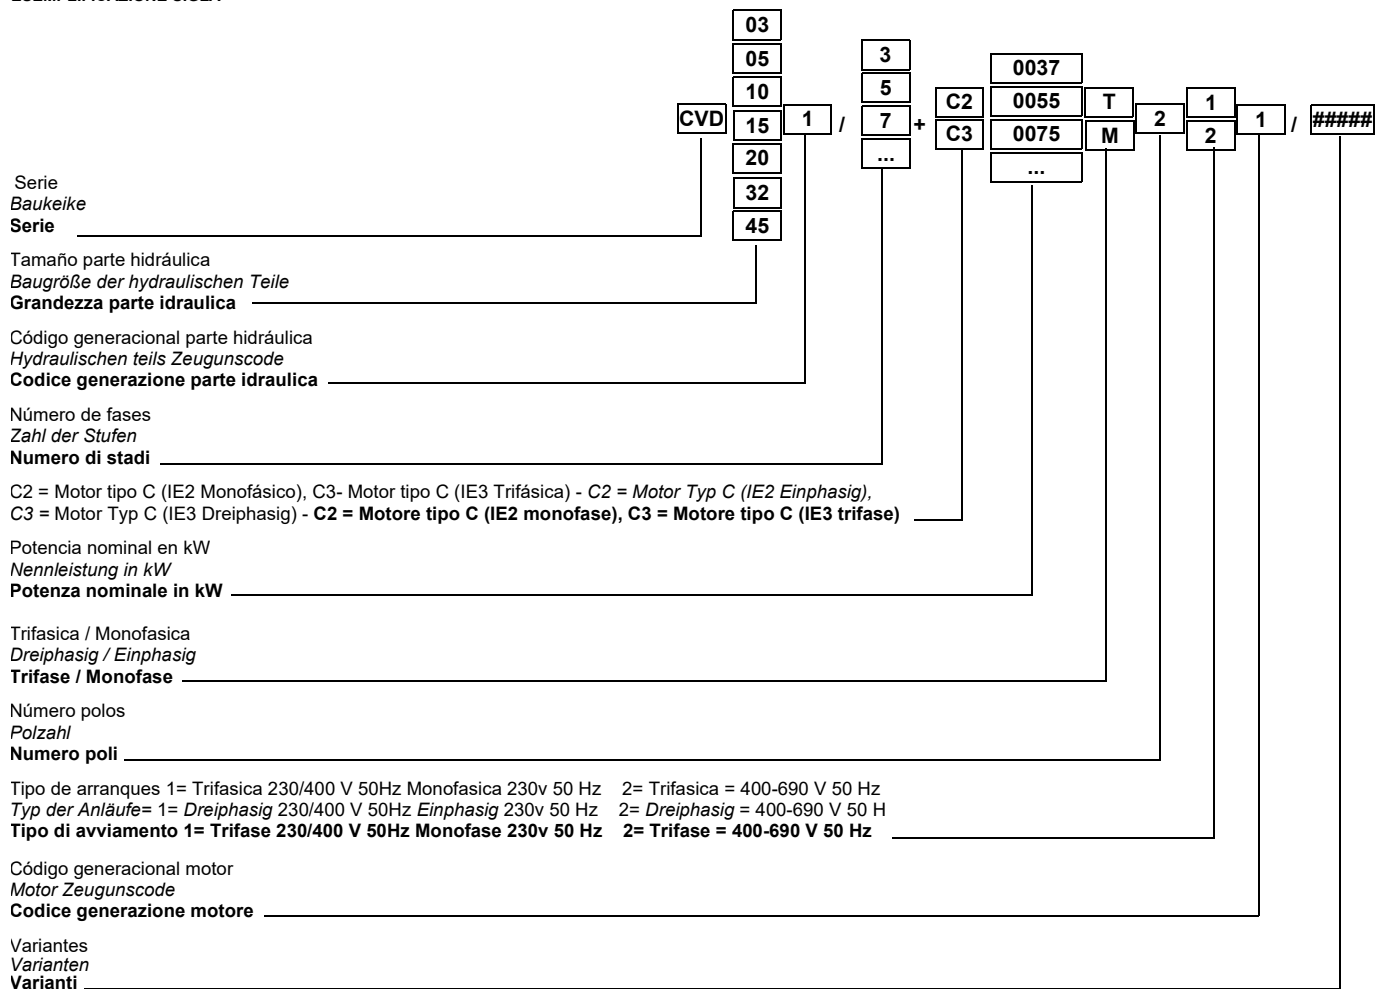 03
05
10
15
20
32
45
CVD
1
/
3
5
7
...
+
C2
C3
0037
0055
0075
...
T
M
2
1
2
1
/
#####
Serie
Baukeike
Serie
Tamaño parte hidráulica
Baugröße der hydraulischen Teile
Grandezza parte idraulica
Código generacional parte hidráulica
Hydraulischen teils Zeugunscode
Codice generazione parte idraulica
Número de fases
Zahl der Stufen
Numero di stadi
C2 = Motor tipo C (IE2 Monofásico), C3- Motor tipo C (IE3 Trifásica) - C2 = Motor Typ C (IE2 Einphasig),
C3 = Motor Typ C (IE3 Dreiphasig) - C2 = Motore tipo C (IE2 monofase), C3 = Motore tipo C (IE3 trifase)
Potencia nominal en kW
Nennleistung in kW
Potenza nominale in kW
Trifasica / Monofasica
Dreiphasig / Einphasig
Trifase / Monofase
Número polos
Polzahl
Numero poli
Tipo de arranques 1= Trifasica 230/400 V 50Hz Monofasica 230v 50 Hz 2= Trifasica = 400-690 V 50 Hz
Typ der Anläufe= 1= Dreiphasig 230/400 V 50Hz Einphasig 230v 50 Hz 2= Dreiphasig = 400-690 V 50 H
Tipo di avviamento 1= Trifase 230/400 V 50Hz Monofase 230v 50 Hz 2= Trifase = 400-690 V 50 Hz
Código generacional motor
Motor Zeugunscode
Codice generazione motore
Variantes
Varianten
Varianti